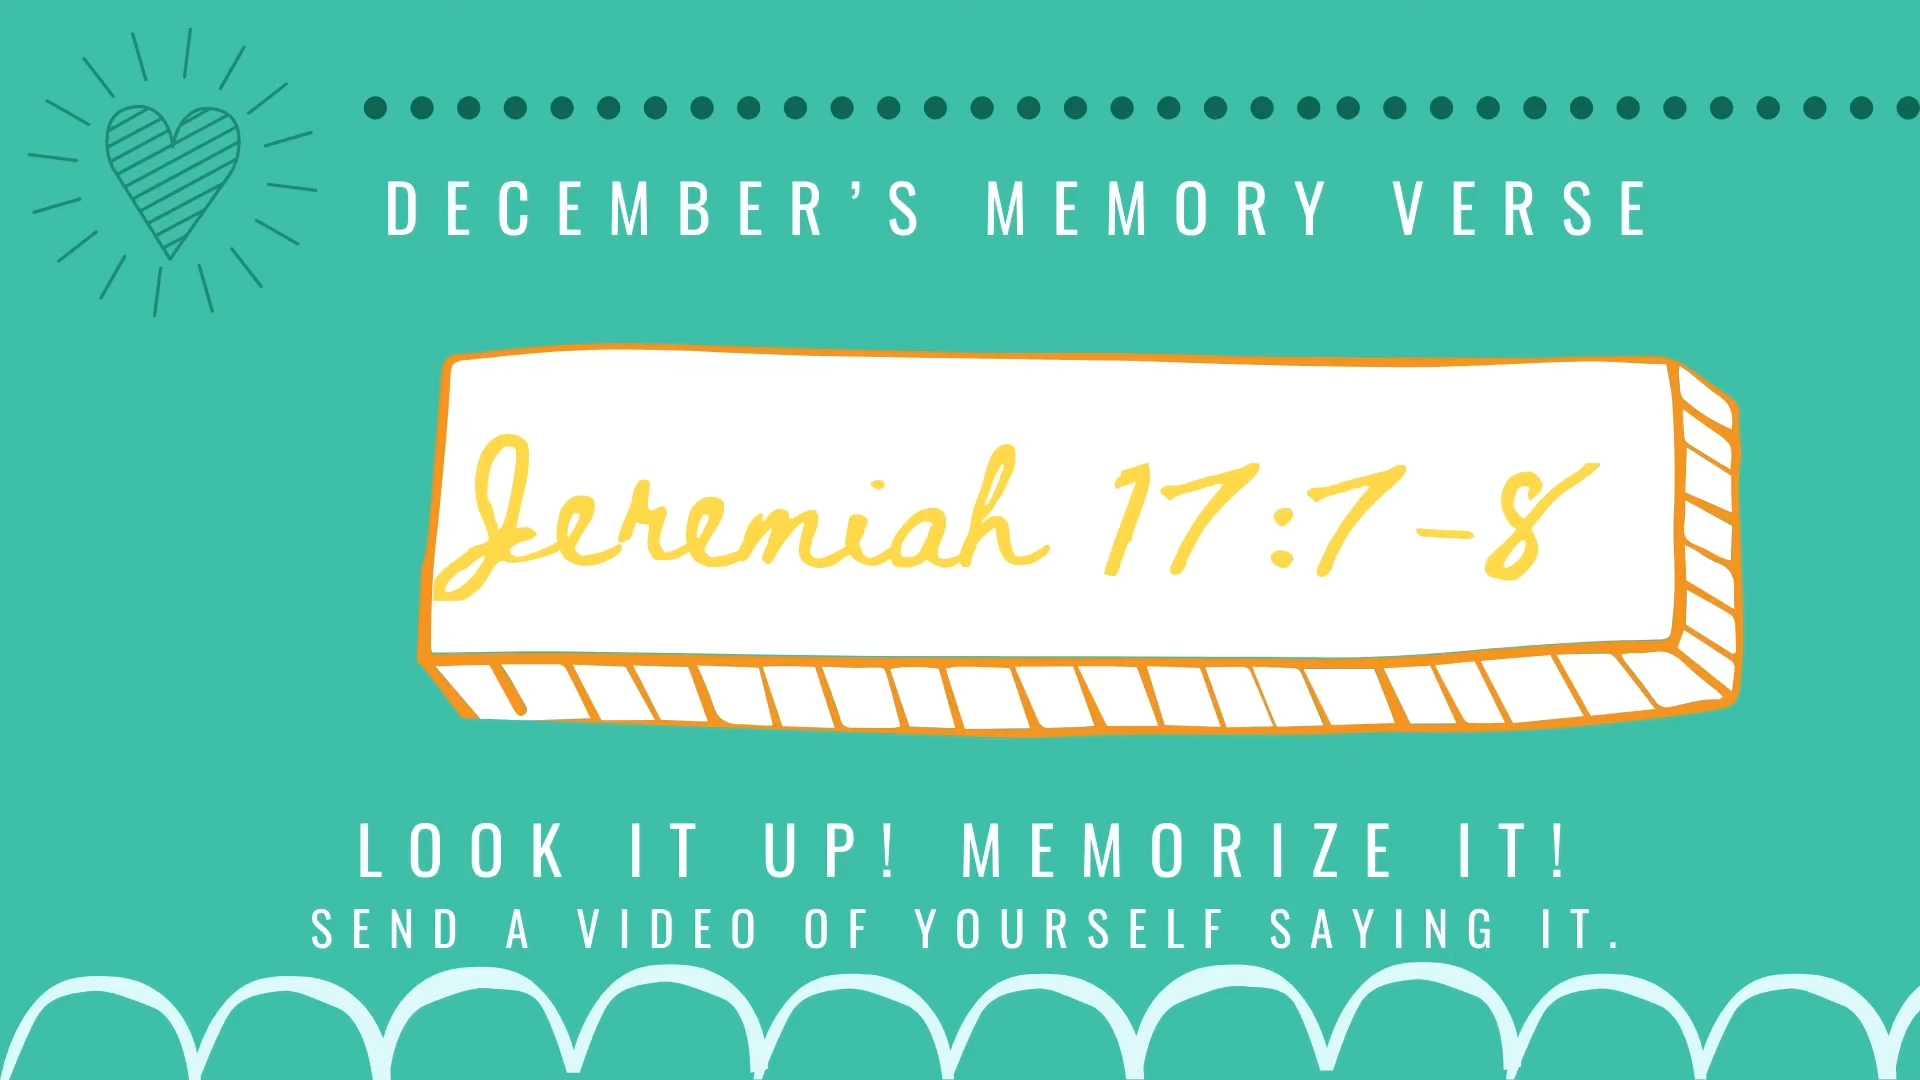 DECEMBER’S MEMORY VERSE
Jeremiah 17:7-8
LOOK IT UP! MEMORIZE IT!
SEND A VIDEO OF YOURSELF SAYING IT.